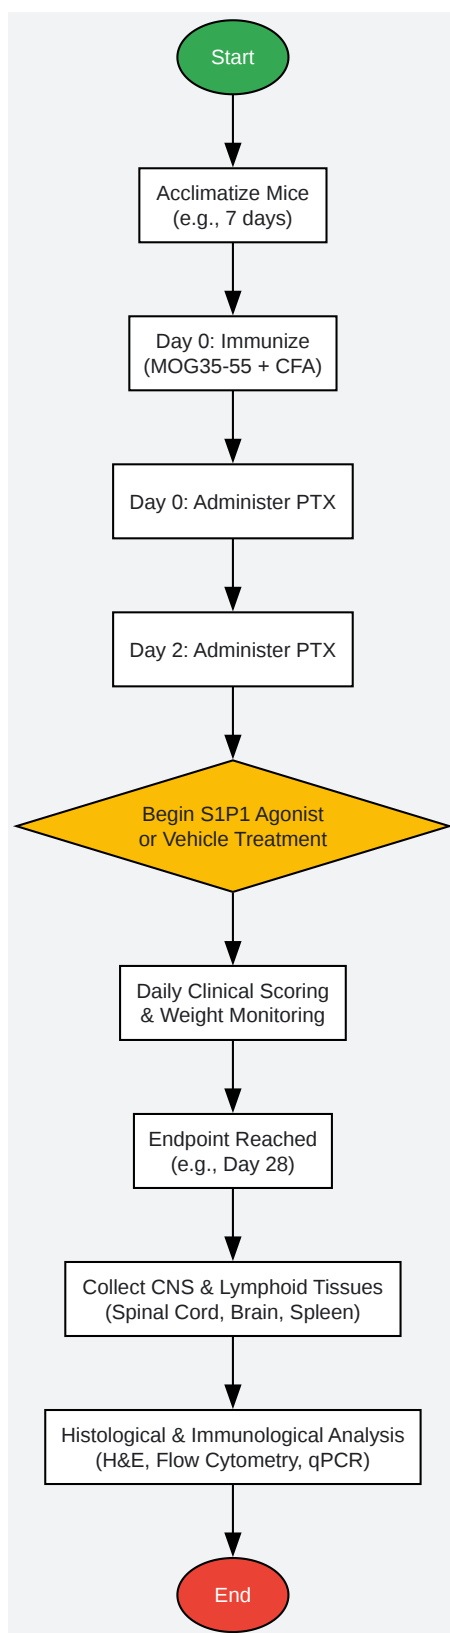 Start
Acclimatize Mice
(e.g., 7 days)
Day 0: Immunize
(MOG35-55 + CFA)
Day 0: Administer PTX
Day 2: Administer PTX
Begin S1P1 Agonist
or Vehicle Treatment
Daily Clinical Scoring
& Weight Monitoring
Endpoint Reached
(e.g., Day 28)
Collect CNS & Lymphoid Tissues
(Spinal Cord, Brain, Spleen)
Histological & Immunological Analysis
(H&E, Flow Cytometry, qPCR)
End